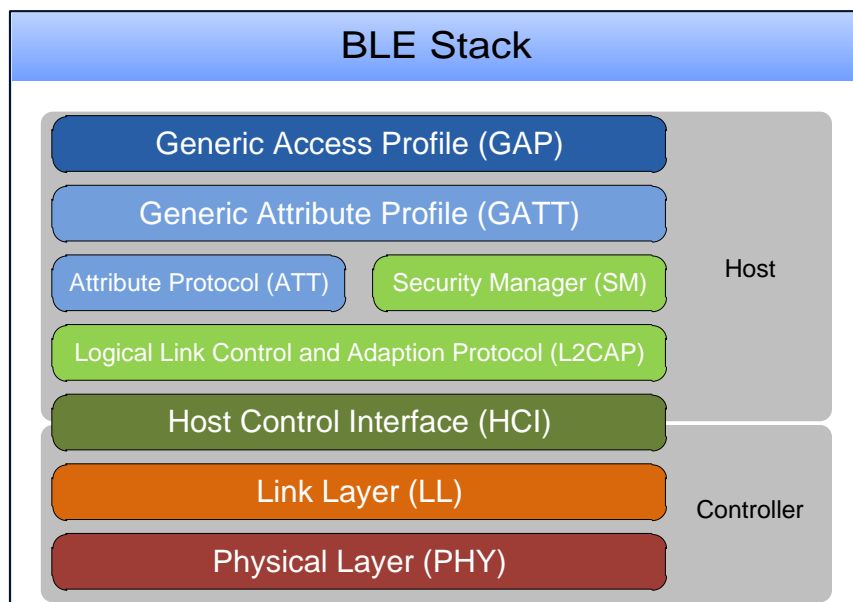 BLE Stack
Generic Access Profile (GAP)
Generic Attribute Profile (GATT)
Attribute Protocol (ATT)
Security Manager (SM)
Host
Logical Link Control and Adaption Protocol (L2CAP)
Host Control Interface (HCI)
Link Layer (LL)
Controller
Physical Layer (PHY)